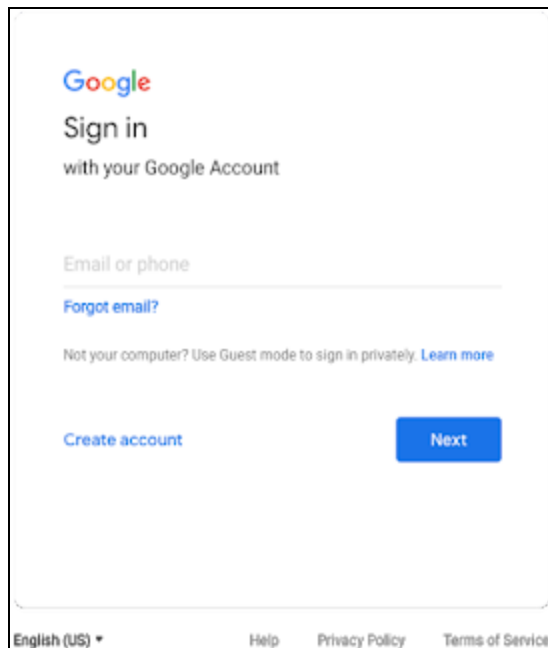 Google
Sign in
with your Google Account
Email or phone
Forgot email?
Not your computer? Use Guest mode to sign in privately. Learn more
Create account Next
English (US) Help Privacy Policy Terms of Service